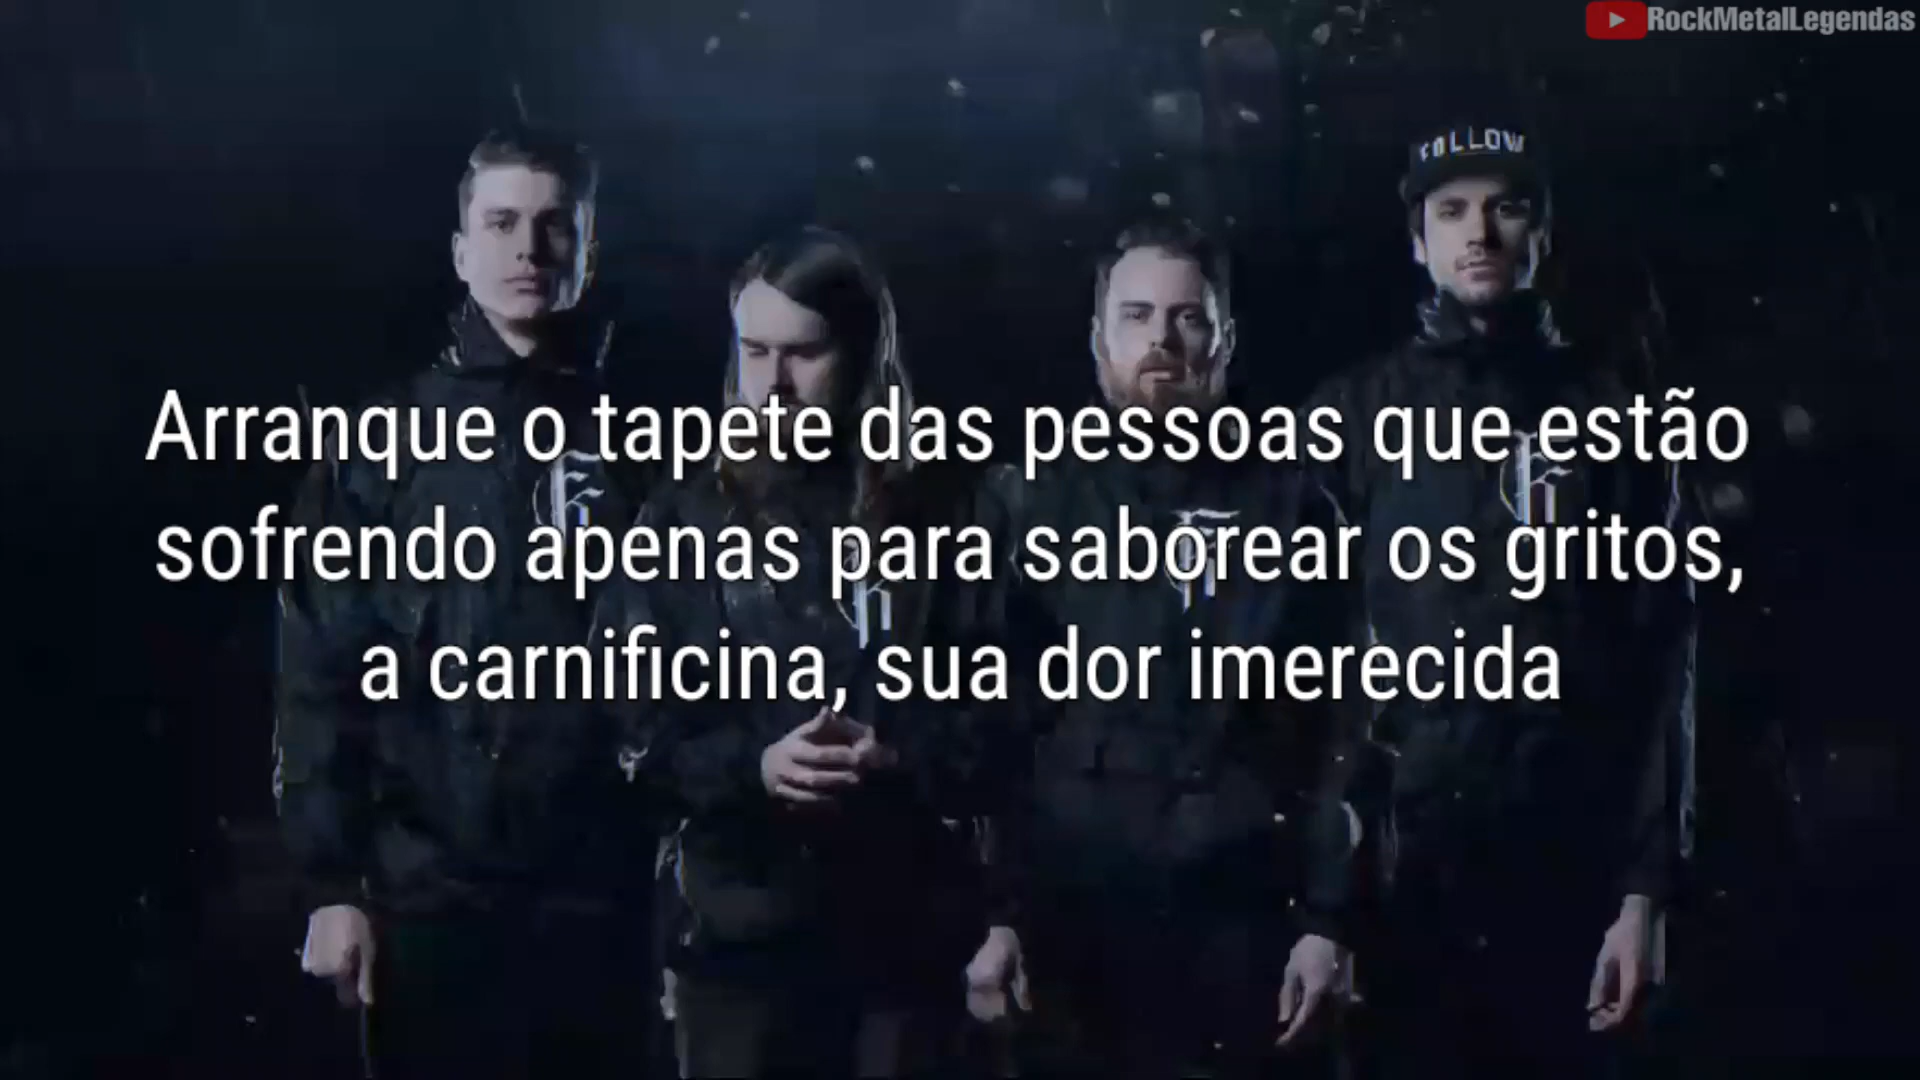 RockMetalLegendas
FOLLOW
Arranque o tapete das pessoas que estão
sofrendo apenas para saborear os gritos,
a carnificina, sua dor imerecida